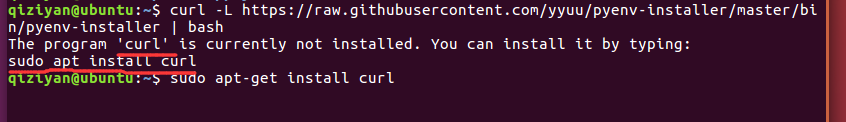 qiziyan@ubuntu:~$ curl -L https://raw.githubusercontent.com/yyuu/pyenv-installer/master/bi
n/pyenv-installer | bash
The program 'curl' is currently not installed. You can install it by typing:
sudo apt install curl
qiziyan@ubuntu:~$ sudo apt-get install curl